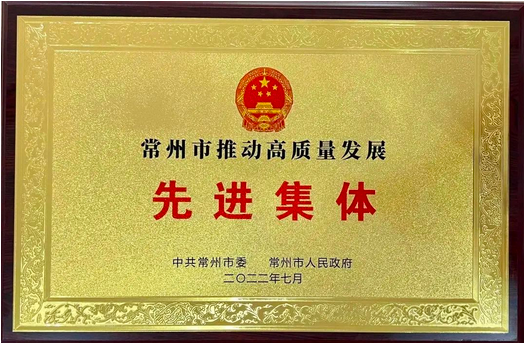 常州市推动高质量发展
先进集体
中共常州市委 常州市人民政府
二〇二二年七月